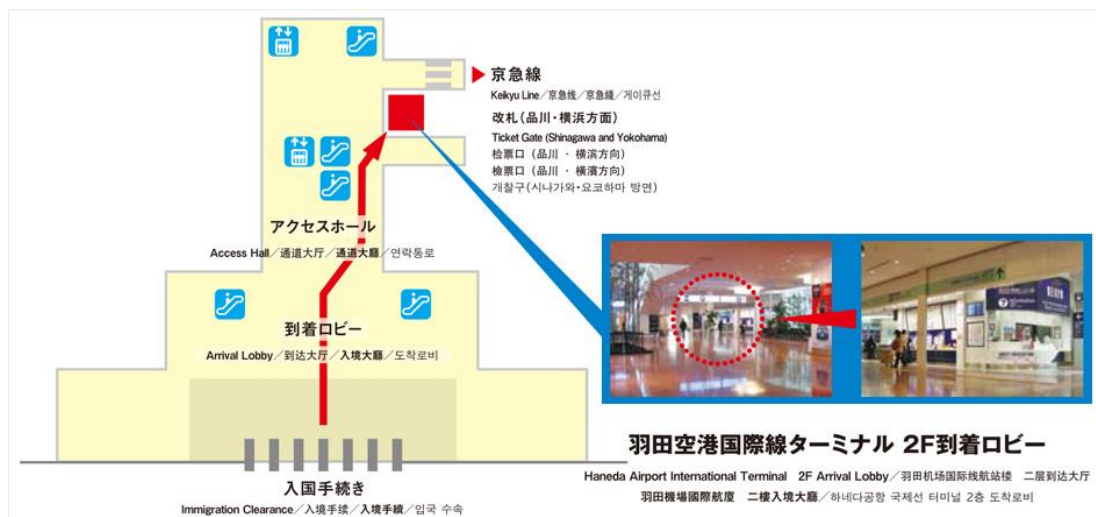 京急線
Keikyu Line／京急线／京急綫／게이큐선
改札（品川・横浜方面）
Ticket Gate (Shinagawa and Yokohama)
检票口（品川 ・ 横滨方向）
檢票口（品川 ・ 橫濱方向）
개찰구(시나가와・요코하마 방면)
アクセスホール
Access Hall／通道大厅／通道大廳／연락통로
到着ロビー
Arrival Lobby／到达大厅／入境大廳／도착로비
入国手続き
Immigration Clearance／入境手续／入境手續／입국 수속
羽田空港国際線ターミナル 2F到着ロビー
Haneda Airport International Terminal 2F Arrival Lobby／羽田机场国际线航站楼 二层到达大厅
羽田機場國際航廈 二樓入境大廳／하네다공항 국제선 터미널 2층 도착로비